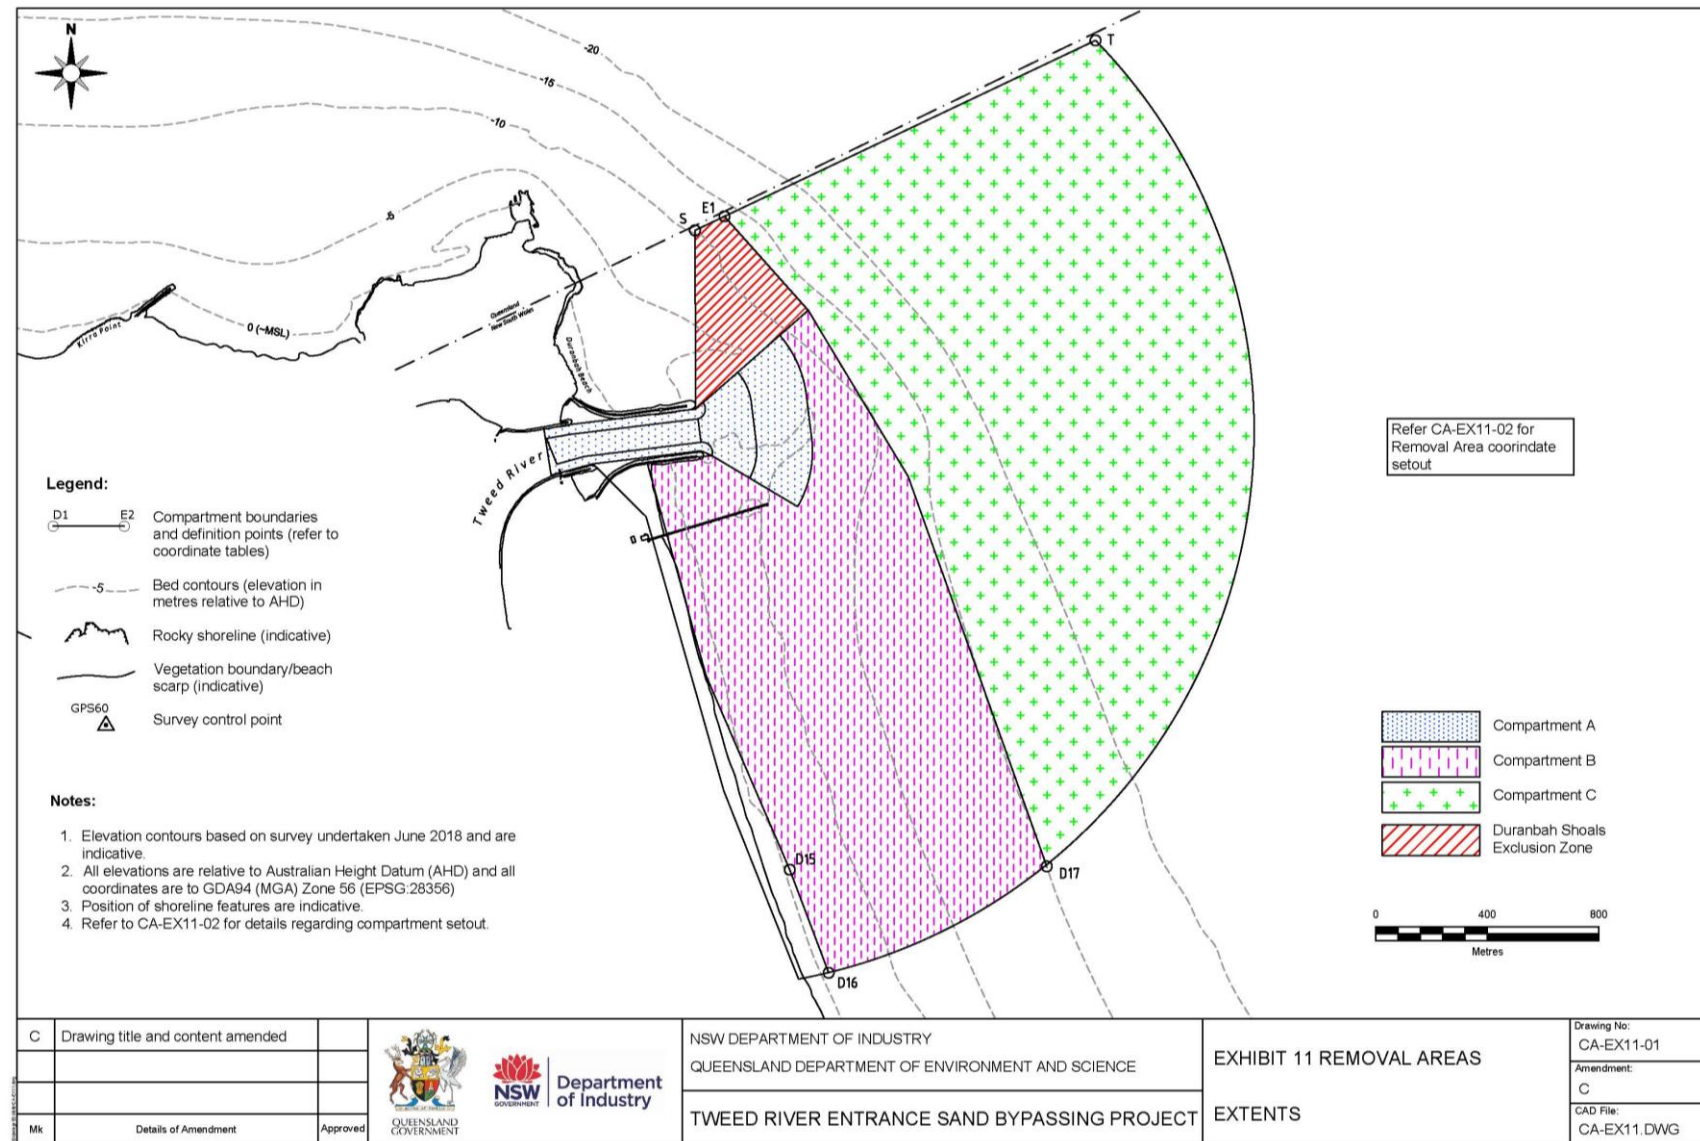 N
-20
-15
-10
-5
T
E1
S
Queensland
New South Wales
0 (~MSL)
Kirra Point
Duranbah Beach
Tweed River
Refer CA-EX11-02 for
Removal Area coorindate
setout
Legend:
D1 E2
Compartment boundaries
and definition points (refer to
coordinate tables)
-5
Bed contours (elevation in
metres relative to AHD)
Rocky shoreline (indicative)
Vegetation boundary/beach
scarp (indicative)
GPS60
Survey control point
Compartment A
Compartment B
Compartment C
Duranbah Shoals
Exclusion Zone
Notes:
1. Elevation contours based on survey undertaken June 2018 and are
indicative.
2. All elevations are relative to Australian Height Datum (AHD) and all
coordinates are to GDA94 (MGA) Zone 56 (EPSG:28356)
3. Position of shoreline features are indicative.
4. Refer to CA-EX11-02 for details regarding compartment setout.
D15
D17
D16
0 400 800
Metres
C Drawing title and content amended
Mk Details of Amendment Approved
QUEENSLAND
GOVERNMENT
NSW
GOVERNMENT
Department
of Industry
NSW DEPARTMENT OF INDUSTRY
QUEENSLAND DEPARTMENT OF ENVIRONMENT AND SCIENCE
TWEED RIVER ENTRANCE SAND BYPASSING PROJECT
EXHIBIT 11 REMOVAL AREAS
EXTENTS
Drawing No:
CA-EX11-01
Amendment:
C
CAD File:
CA-EX11.DWG